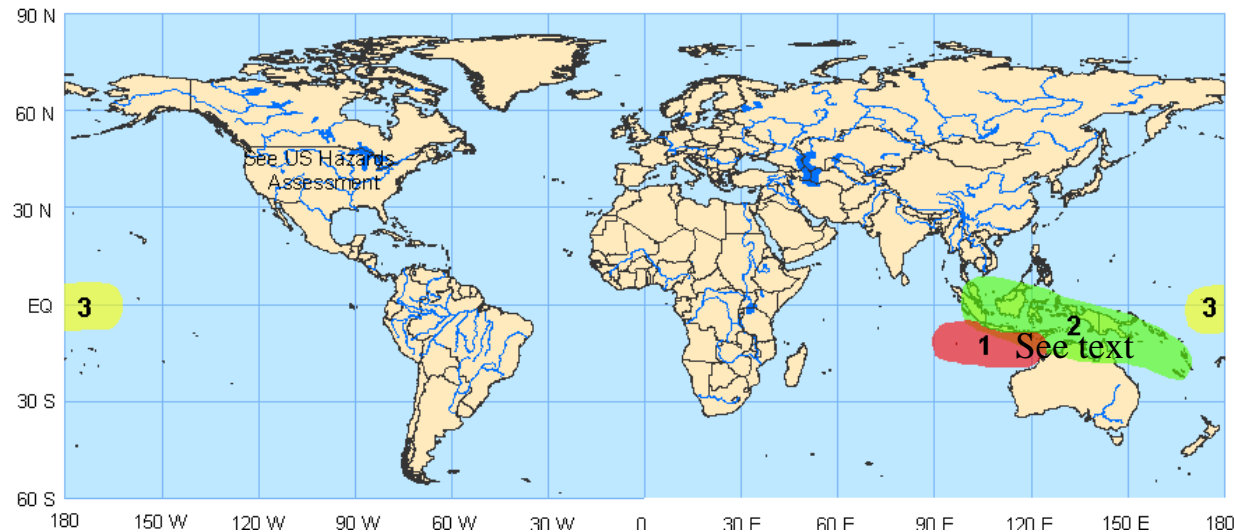 90 N
60 N
See US Hazards
Assessment
30 N
EQ
3
3
2
1 See text
30 S
60 S
180 150 W 120 W 90 W 60 W 30 W 0 30 E 60 E 90 E 120 E 150 E 180